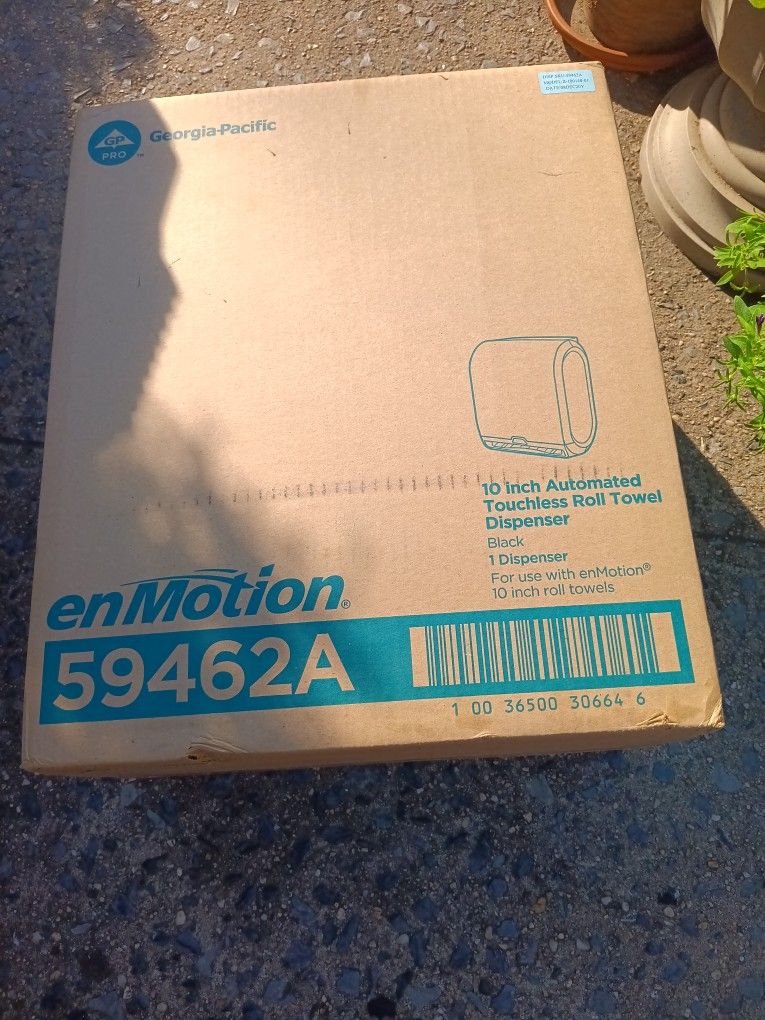 GP
PRO
™
Georgia-Pacific
10 Inch Automated
Touchless Roll Towel
Dispenser
Black
1 Dispenser
For use with enMotion®
10 inch roll towels
enMotion®
59462A
1 00 36500 30664 6